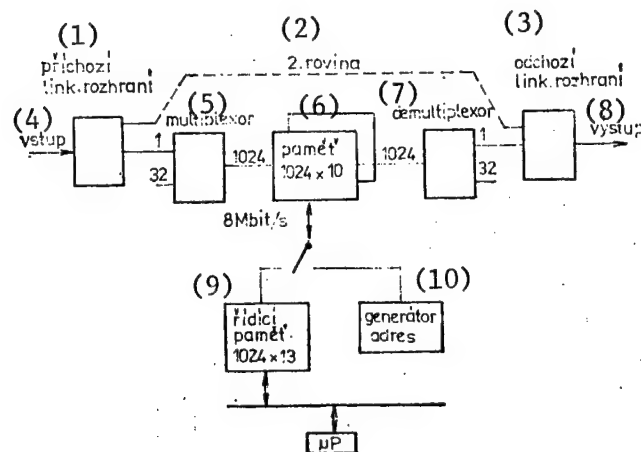 (1)
příchozí
link. rozhraní
(2)
2. rovina
(3)
odchozí
link. rozhraní
(4)
vstup
(5)
multiplexor
1
32
1024
(6)
paměť
1024 x 10
1024
(7)
demultiplexor
1
32
(8)
výstup
8Mbit/s
(9)
řídicí
paměť
1024 x 13
(10)
generátor
adres
µP